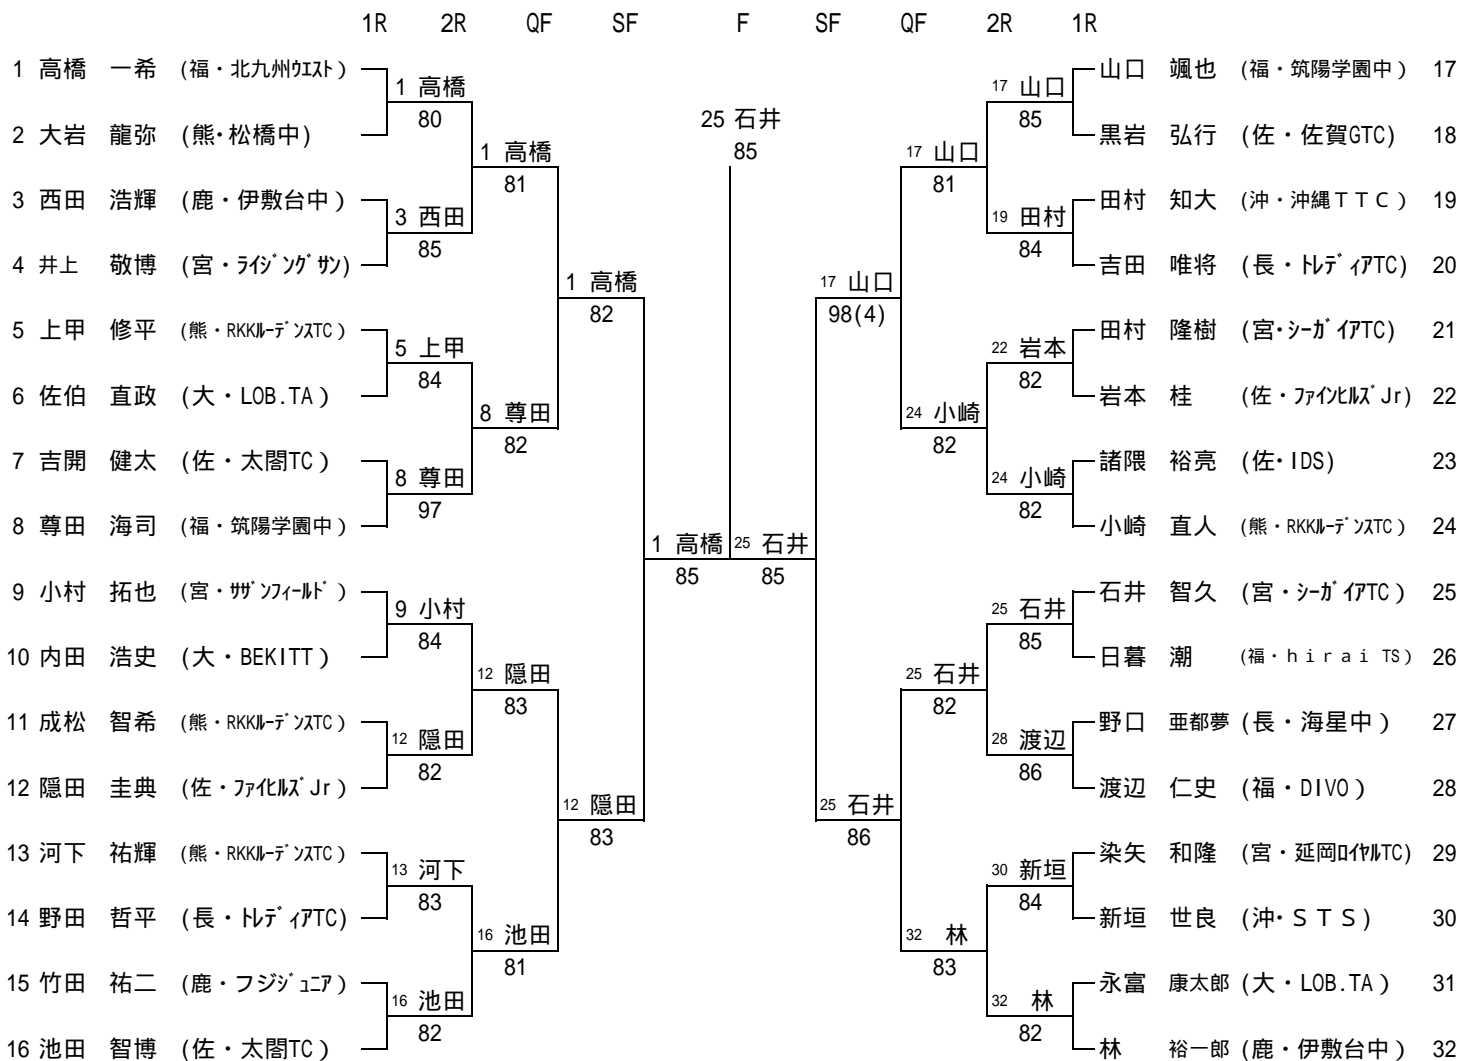 1R 2R QF SF F SF QF 2R 1R
1 高橋 一希 (福・北九州ｳｴｽﾄ)
2 大岩 龍弥 (熊・松橋中)
3 西田 浩輝 (鹿・伊敷台中)
4 井上 敬博 (宮・ﾗｲｼﾞﾝｸﾞｻﾝ)
5 上甲 修平 (熊・RKKﾙｰﾃﾞﾝｽTC)
6 佐伯 直政 (大・LOB.TA)
7 吉開 健太 (佐・太閤TC)
8 尊田 海司 (福・筑陽学園中)
9 小村 拓也 (宮・ｻｻﾞﾝﾌｨｰﾙﾄﾞ)
10 内田 浩史 (大・BEKITT)
11 成松 智希 (熊・RKKﾙｰﾃﾞﾝｽTC)
12 隠田 圭典 (佐・ﾌｧｲﾋﾙｽﾞJr)
13 河下 祐輝 (熊・RKKﾙｰﾃﾞﾝｽTC)
14 野田 哲平 (長・ﾄﾚﾃﾞｨｱTC)
15 竹田 祐二 (鹿・フジｼﾞｭﾆｱ)
16 池田 智博 (佐・太閤TC)
1 高橋
80
3 西田
85
5 上甲
84
8 尊田
97
9 小村
84
12 隠田
82
13 河下
83
16 池田
82
1 高橋
81
8 尊田
82
12 隠田
83
16 池田
81
1 高橋
82
12 隠田
83
1 高橋
85
25 石井
85
25 石井
85
17 山口
98(4)
25 石井
86
17 山口
81
24 小崎
82
25 石井
82
32 林
83
17 山口
85
19 田村
84
22 岩本
82
24 小崎
82
25 石井
85
28 渡辺
86
30 新垣
84
32 林
82
山口 颯也 (福・筑陽学園中) 17
黒岩 弘行 (佐・佐賀GTC) 18
田村 知大 (沖・沖縄ＴＴＣ) 19
吉田 唯将 (長・ﾄﾚﾃﾞｨｱTC) 20
田村 隆樹 (宮・ｼｰｶﾞｲｱTC) 21
岩本 桂 (佐・ﾌｧｲﾝﾋﾙｽﾞJr) 22
諸隈 裕亮 (佐・IDS) 23
小崎 直人 (熊・RKKﾙｰﾃﾞﾝｽTC) 24
石井 智久 (宮・ｼｰｶﾞｲｱTC) 25
日暮 潮 (福・ｈｉｒａｉ TS) 26
野口 亜都夢 (長・海星中) 27
渡辺 仁史 (福・DIVO) 28
染矢 和隆 (宮・延岡ﾛｲﾔﾙTC) 29
新垣 世良 (沖・ＳＴＳ) 30
永富 康太郎 (大・LOB.TA) 31
林 裕一郎 (鹿・伊敷台中) 32